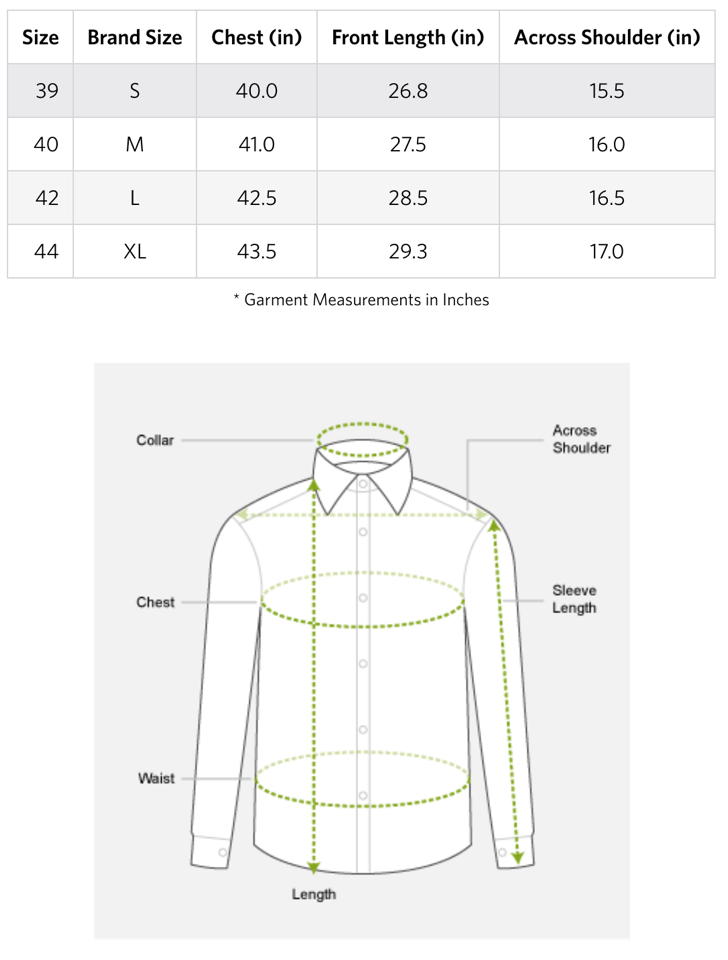 Size Brand Size Chest (in) Front Length (in) Across Shoulder (in)
39 S 40.0 26.8 15.5
40 M 41.0 27.5 16.0
42 L 42.5 28.5 16.5
44 XL 43.5 29.3 17.0
* Garment Measurements in Inches
Collar
Across
Shoulder
Chest
Sleeve
Length
Waist
Length